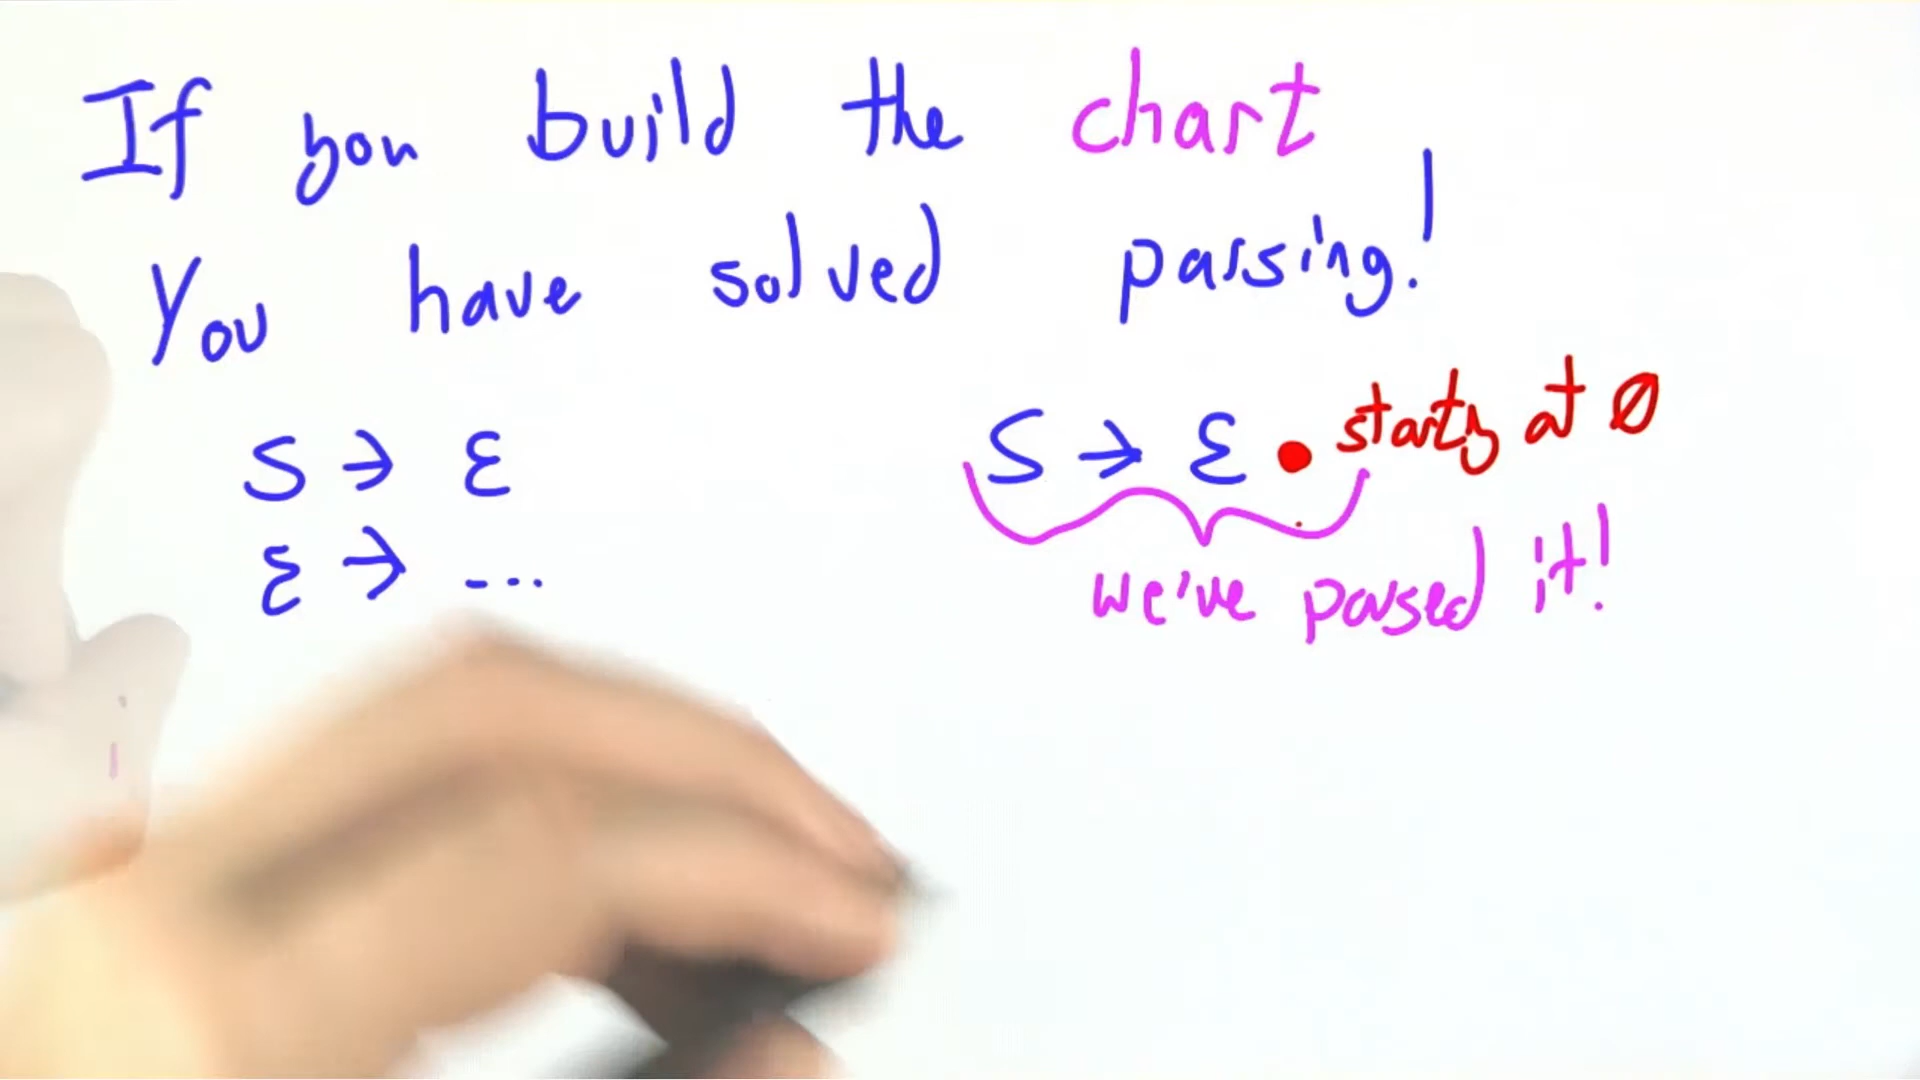 If you build the chart
You have solved parsing!
S → E
S → E • starts at 0
E → ...
we've parsed it!